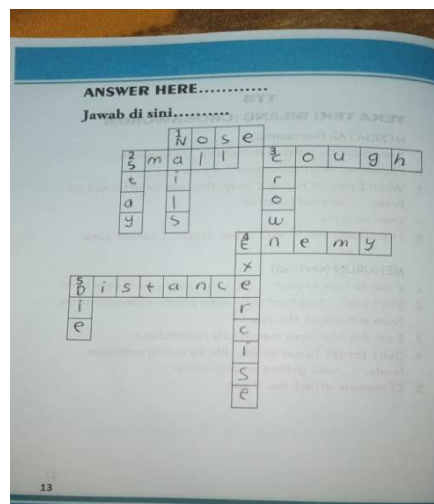 ANSWER HERE............
Jawab di sini..........
1 N o s e
2 S m a l l 3 C o u g h
t i r
a l o
y s w
4 E n e m y
x
5 D i s t a n c e
i r
e c
i
s
e
13